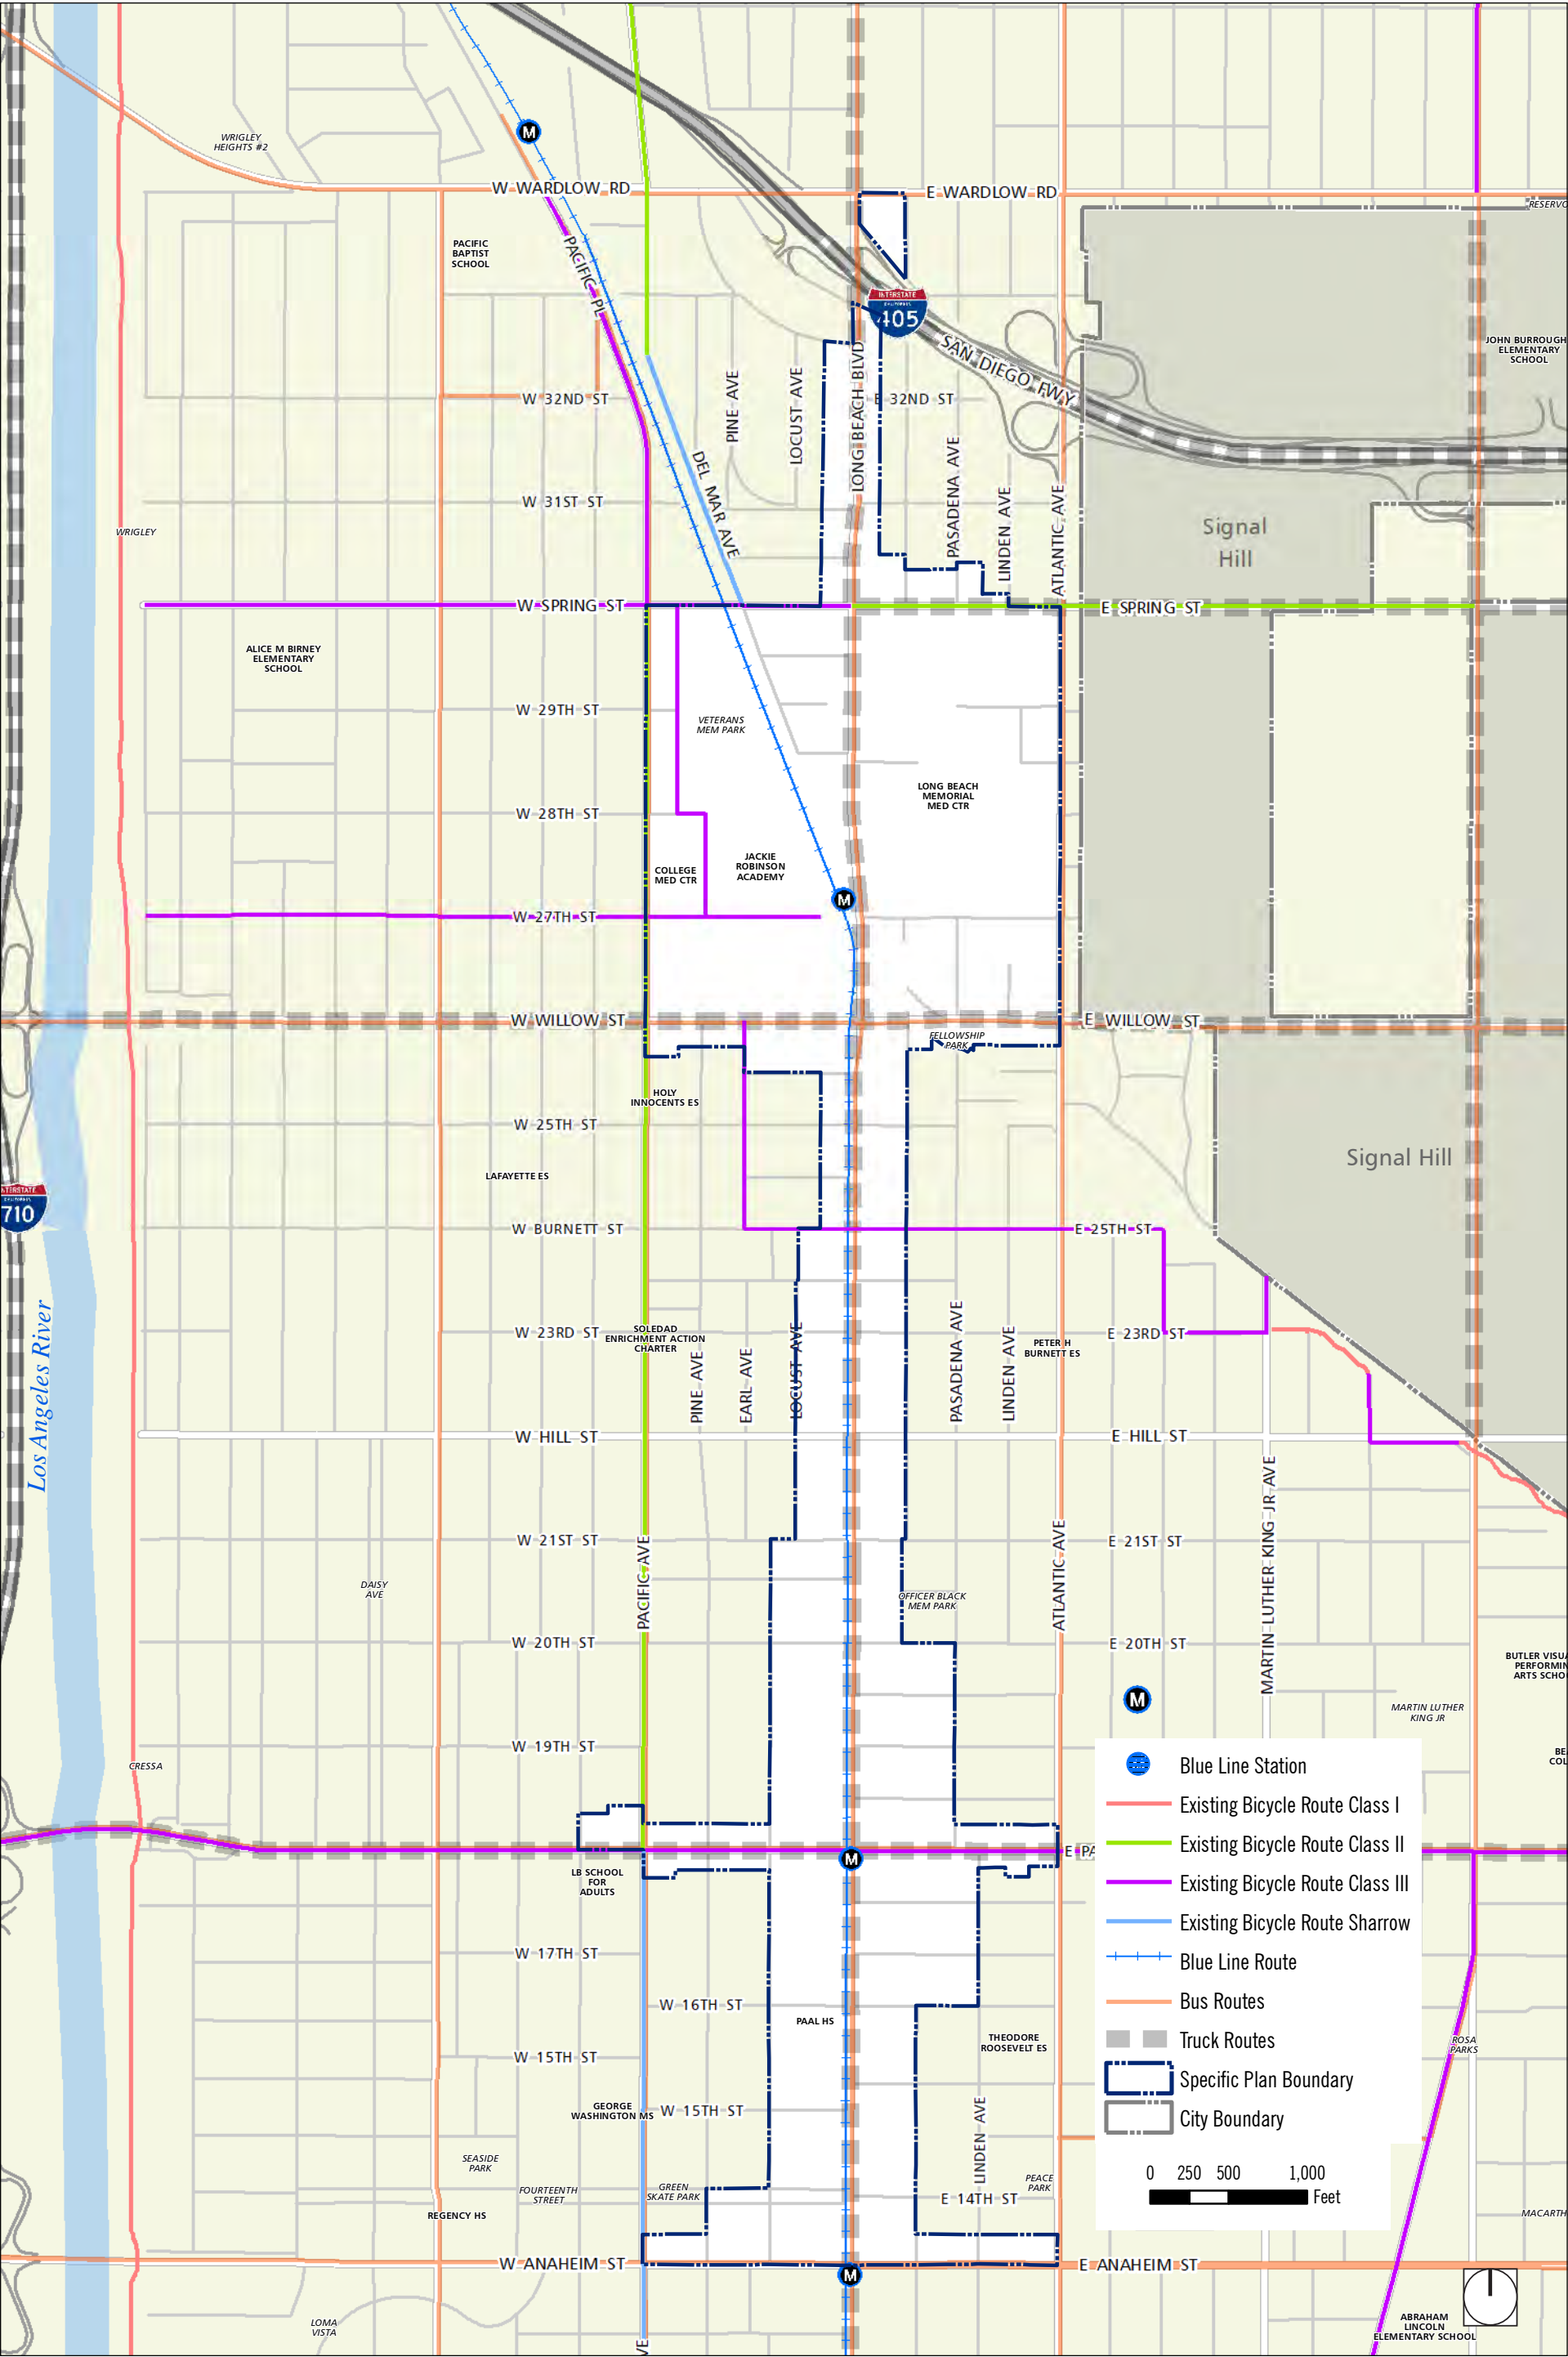 M
WRIGLEY
HEIGHTS #2
W WARDLOW RD
E WARDLOW RD
PACIFIC
BAPTIST
SCHOOL
PACIFIC PL
INTERSTATE
CALIFORNIA
405
SAN DIEGO FWY
JOHN BURROUGH
ELEMENTARY
SCHOOL
W 32ND ST
E 32ND ST
PINE AVE
LOCUST AVE
LONG BEACH BLVD
DEL MAR AVE
PASADENA AVE
LINDEN AVE
ATLANTIC AVE
W 31ST ST
WRIGLEY
Signal
Hill
W SPRING ST
E SPRING ST
ALICE M BIRNEY
ELEMENTARY
SCHOOL
W 29TH ST
VETERANS
MEM PARK
LONG BEACH
MEMORIAL
MED CTR
W 28TH ST
COLLEGE
MED CTR
JACKIE
ROBINSON
ACADEMY
M
W 27TH ST
W WILLOW ST
E WILLOW ST
FELLOWSHIP
PARK
HOLY
INNOCENTS ES
W 25TH ST
LAFAYETTE ES
Signal Hill
710
W BURNETT ST
E 25TH ST
Los Angeles River
W 23RD ST
SOLEDAD
ENRICHMENT ACTION
CHARTER
PINE AVE
EARL AVE
LOCUST AVE
PASADENA AVE
LINDEN AVE
PETER H
BURNETT ES
E 23RD ST
W HILL ST
E HILL ST
MARTIN LUTHER KING JR AVE
W 21ST ST
E 21ST ST
PACIFIC AVE
ATLANTIC AVE
DAISY
AVE
OFFICER BLACK
MEM PARK
W 20TH ST
E 20TH ST
BUTLER VISUA
PERFORMIN
ARTS SCHO
M
MARTIN LUTHER
KING JR
W 19TH ST
CRESSA
BE
COL
E PA
M
LB SCHOOL
FOR
ADULTS
W 17TH ST
W 16TH ST
PAAL HS
THEODORE
ROOSEVELT ES
W 15TH ST
ROSA
PARKS
GEORGE
WASHINGTON MS
W 15TH ST
LINDEN AVE
SEASIDE
PARK
FOURTEENTH
STREET
GREEN
SKATE PARK
PEACE
PARK
E 14TH ST
REGENCY HS
MACARTH
W ANAHEIM ST
E ANAHEIM ST
M
LOMA
VISTA
VE
ABRAHAM
LINCOLN
ELEMENTARY SCHOOL
Blue Line Station
Existing Bicycle Route Class I
Existing Bicycle Route Class II
Existing Bicycle Route Class III
Existing Bicycle Route Sharrow
Blue Line Route
Bus Routes
Truck Routes
Specific Plan Boundary
City Boundary
0 250 500 1,000
Feet